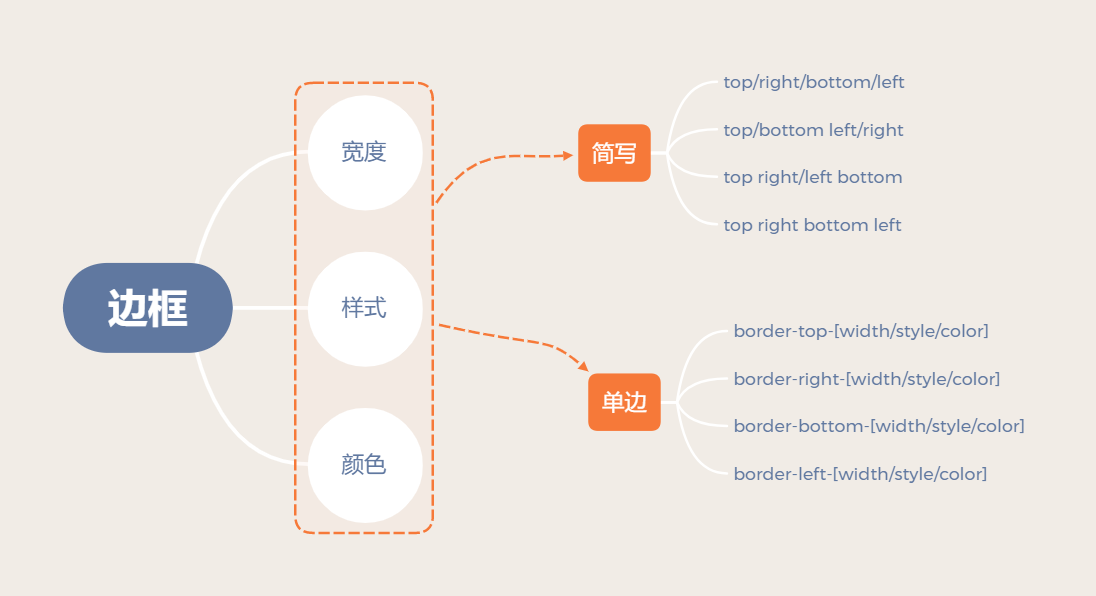 边框
宽度
样式
颜色
简写
top/right/bottom/left
top/bottom left/right
top right/left bottom
top right bottom left
单边
border-top-[width/style/color]
border-right-[width/style/color]
border-bottom-[width/style/color]
border-left-[width/style/color]